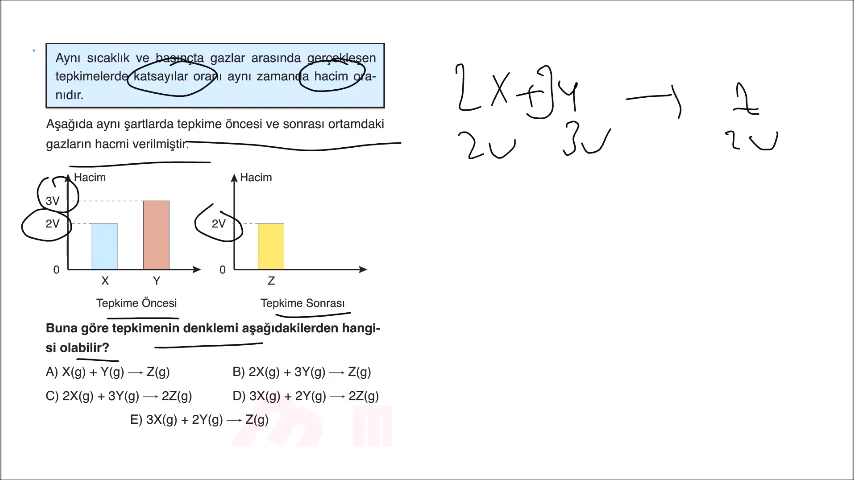 Aynı sıcaklık ve basınçta gazlar arasında gerçekleşen
tepkimelerde katsayılar oranı aynı zamanda hacim ora-
nıdır.
Aşağıda aynı şartlarda tepkime öncesi ve sonrası ortamdaki
gazların hacmi verilmiştir.
Hacim
3V
2V
0
X Y
Tepkime Öncesi
Hacim
2V
0
Z
Tepkime Sonrası
Buna göre tepkimenin denklemi aşağıdakilerden hangi-
si olabilir?
A) X(g) + Y(g) → Z(g)
B) 2X(g) + 3Y(g) → Z(g)
C) 2X(g) + 3Y(g) → 2Z(g)
D) 3X(g) + 2Y(g) → 2Z(g)
E) 3X(g) + 2Y(g) → Z(g)
2X + 3Y → Z
2V 3V 2V